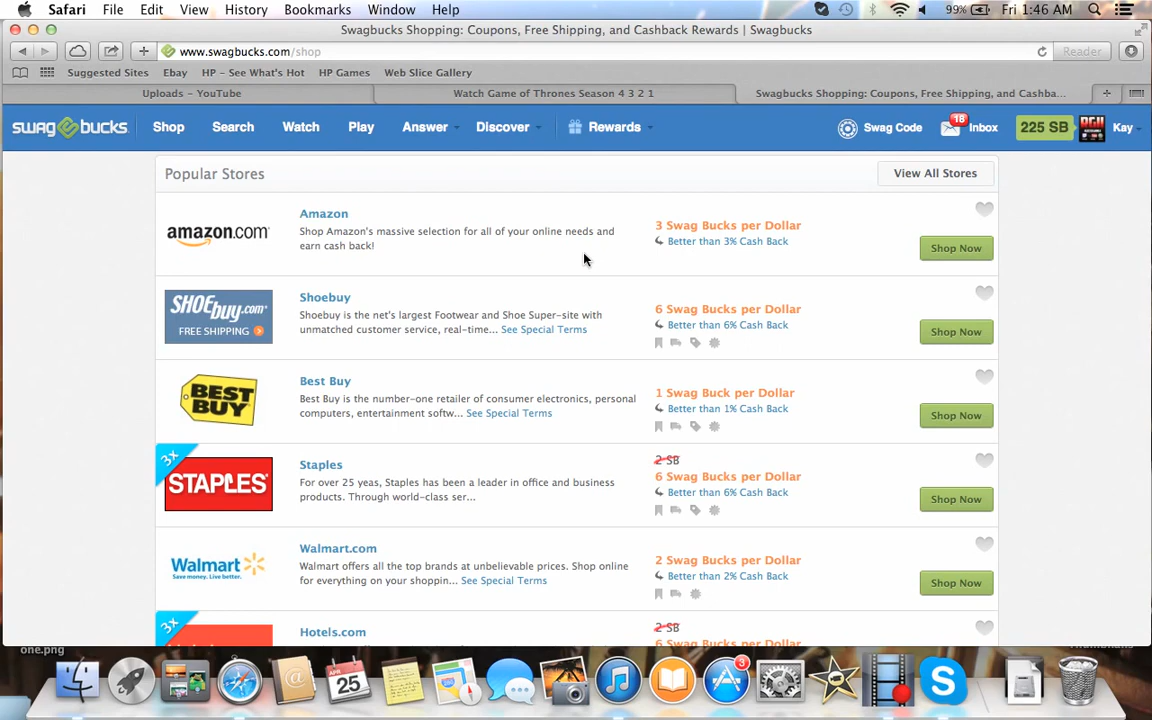 Safari File Edit View History Bookmarks Window Help 99% Fri 1:46 AM
Swagbucks Shopping: Coupons, Free Shipping, and Cashback Rewards | Swagbucks
www.swagbucks.com/shop Reader
Suggested Sites Ebay HP - See What's Hot HP Games Web Slice Gallery
Uploads - YouTube Watch Game of Thrones Season 4 3 2 1 Swagbucks Shopping: Coupons, Free Shipping, and Cashba...
swagbucks Shop Search Watch Play Answer Discover Rewards Swag Code 18 Inbox 225 SB Kay
Popular Stores View All Stores
amazon.com
Amazon
Shop Amazon's massive selection for all of your online needs and
earn cash back!
3 Swag Bucks per Dollar
Better than 3% Cash Back
Shop Now
SHOEbuy.com
FREE SHIPPING
Shoebuy
Shoebuy is the net's largest Footwear and Shoe Super-site with
unmatched customer service, real-time... See Special Terms
6 Swag Bucks per Dollar
Better than 6% Cash Back
Shop Now
BEST
BUY
Best Buy
Best Buy is the number-one retailer of consumer electronics, personal
computers, entertainment softw... See Special Terms
1 Swag Buck per Dollar
Better than 1% Cash Back
Shop Now
3x
STAPLES
Staples
For over 25 yeas, Staples has been a leader in office and business
products. Through world-class ser...
2 SB
6 Swag Bucks per Dollar
Better than 6% Cash Back
Shop Now
Walmart
Save money. Live better.
Walmart.com
Walmart offers all the top brands at unbelievable prices. Shop online
for everything on your shoppin... See Special Terms
2 Swag Bucks per Dollar
Better than 2% Cash Back
Shop Now
3x
Hotels.com
2 SB
6 Swag Bucks per Dollar
one.png
25
3